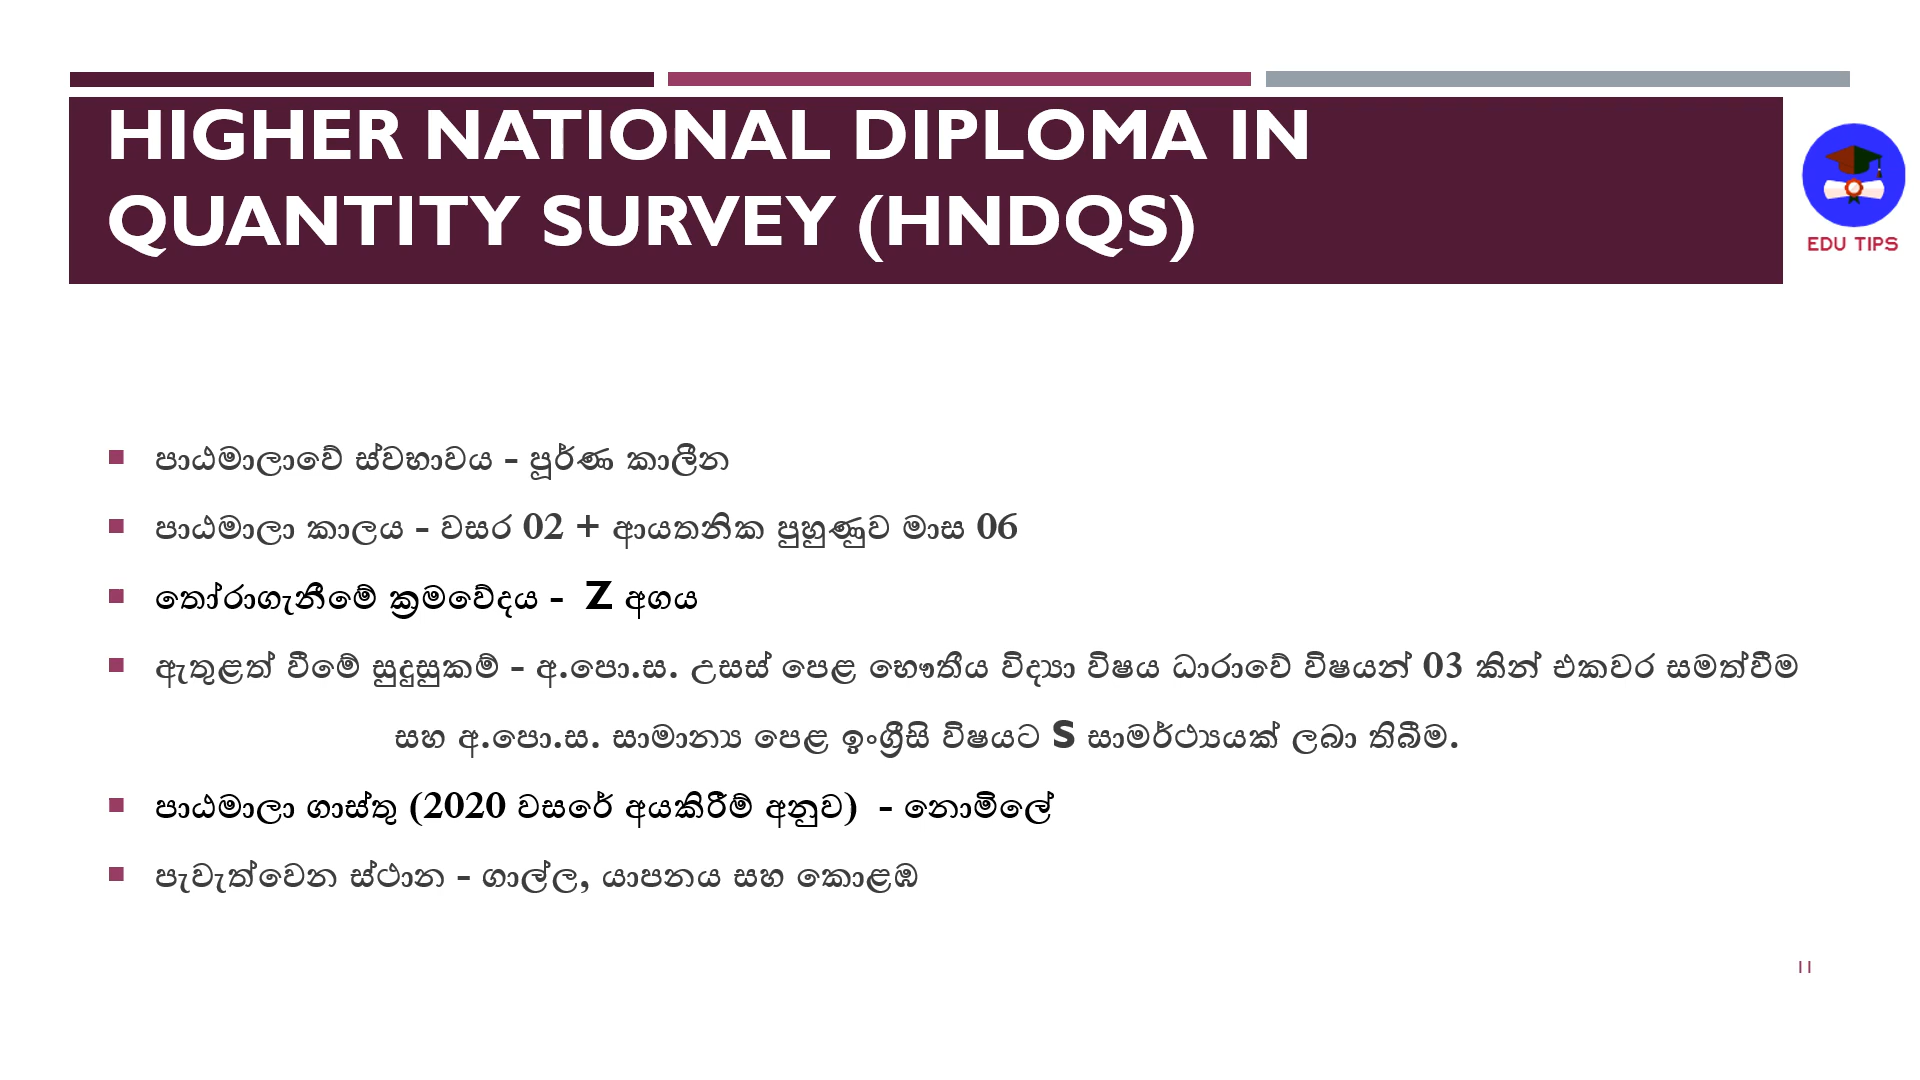 HIGHER NATIONAL DIPLOMA IN
QUANTITY SURVEY (HNDQS)
EDU TIPS
පාඨමාලාවේ ස්වභාවය - පූර්ණ කාලීන
පාඨමාලා කාලය - වසර 02 + ආයතනික පුහුණුව මාස 06
තෝරාගැනීමේ ක්‍රමවේදය - Z අගය
ඇතුළත් වීමේ සුදුසුකම් - අ.පො.ස. උසස් පෙළ භෞතීය විද්‍යා විෂය ධාරාවේ විෂයන් 03 කින් එකවර සමත්වීම
සහ අ.පො.ස. සාමාන්‍ය පෙළ ඉංග්‍රීසි විෂයට S සාමර්ථ්‍යයක් ලබා තිබීම.
පාඨමාලා ගාස්තු (2020 වසරේ අයකිරීම් අනුව) - නොමිලේ
පැවැත්වෙන ස්ථාන - ගාල්ල, යාපනය සහ කොළඹ
11